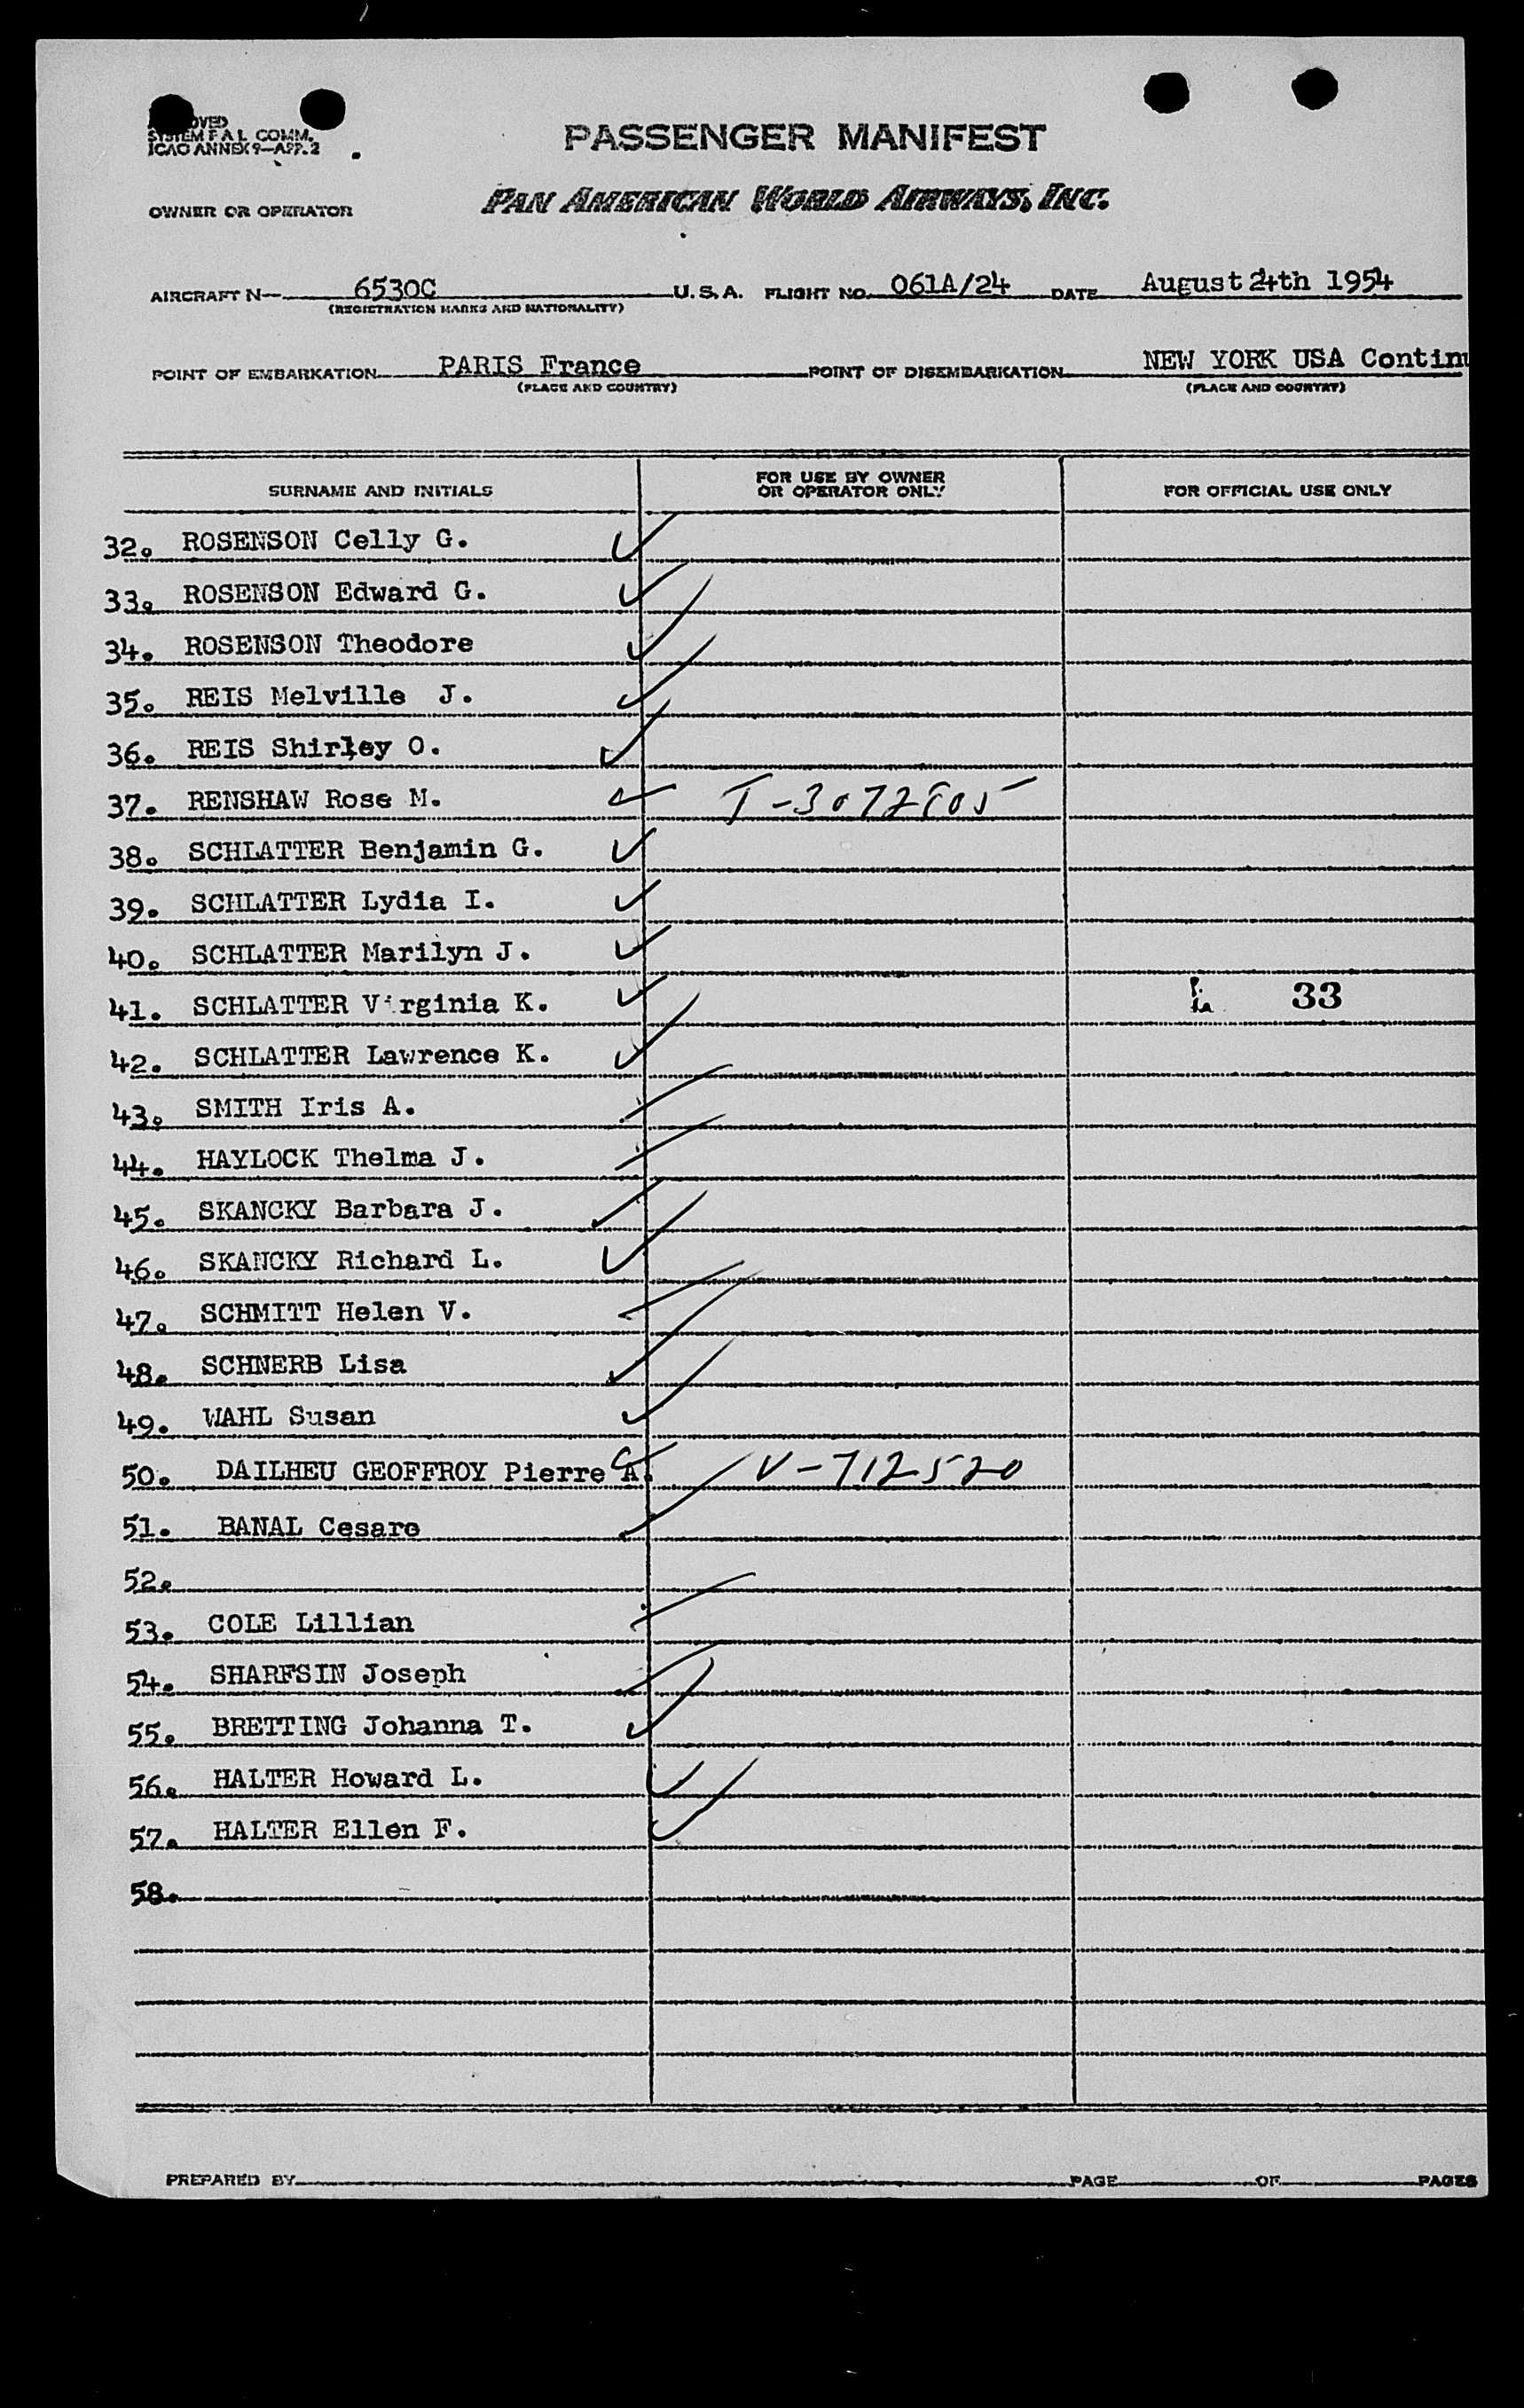 SYSTEM F.A.L. COMM.
ICAO ANNEX 9—APP. 2
PASSENGER MANIFEST
OWNER OR OPERATOR PAN AMERICAN WORLD AIRWAYS, INC.
AIRCRAFT N— 6530C U.S.A. FLIGHT NO. 061A/24 DATE August 24th 1954
(REGISTRATION MARKS AND NATIONALITY)
POINT OF EMBARKATION PARIS France POINT OF DISEMBARKATION NEW YORK USA Contin
(PLACE AND COUNTRY) (PLACE AND COUNTRY)
SURNAME AND INITIALS FOR USE BY OWNER OR OPERATOR ONLY FOR OFFICIAL USE ONLY
32. ROSENSON Celly G.
33. ROSENSON Edward G.
34. ROSENSON Theodore
35. REIS Melville J.
36. REIS Shirley O.
37. RENSHAW Rose M. T-3072805
38. SCHLATTER Benjamin G.
39. SCHLATTER Lydia I.
40. SCHLATTER Marilyn J.
41. SCHLATTER Virginia K. 33
42. SCHLATTER Lawrence K.
43. SMITH Iris A.
44. HAYLOCK Thelma J.
45. SKANCKY Barbara J.
46. SKANCKY Richard L.
47. SCHMITT Helen V.
48. SCHNERB Lisa
49. WAHL Susan
50. DAILHEU GEOFFROY Pierre A. V-712520
51. BANAL Cesare
52.
53. COLE Lillian
54. SHARFSIN Joseph
55. BRETTING Johanna T.
56. HALTER Howard L.
57. HALTER Ellen F.
58.
PREPARED BY PAGE OF PAGES